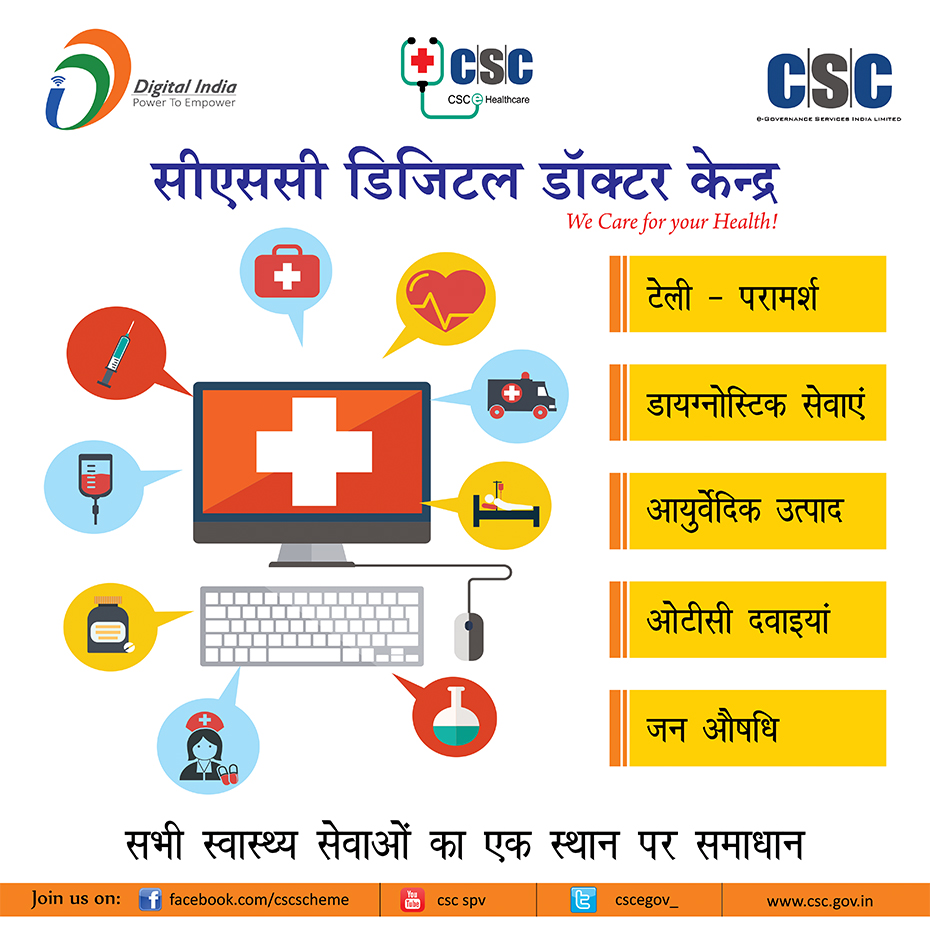 Digital India
Power To Empower
CSC
CSC e Healthcare
CSC
e-Governance Services India Limited
सीएससी डिजिटल डॉक्टर केन्द्र
We Care for your Health!
टेली - परामर्श
डायग्नोस्टिक सेवाएं
आयुर्वेदिक उत्पाद
ओटीसी दवाइयां
जन औषधि
सभी स्वास्थ्य सेवाओं का एक स्थान पर समाधान
Join us on: facebook.com/cscscheme You Tube csc spv cscegov_ www.csc.gov.in